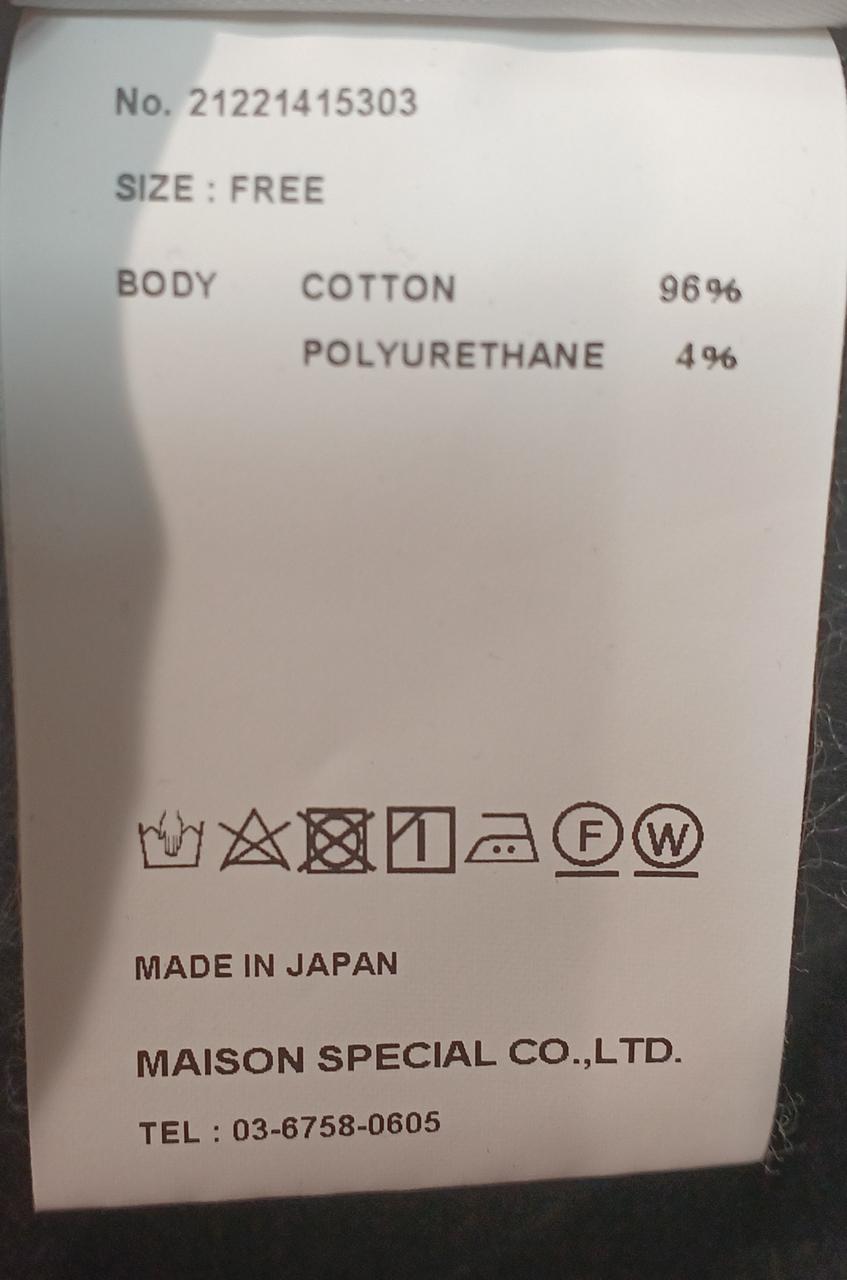 No. 21221415303
SIZE : FREE
BODY COTTON 96%
POLYURETHANE 4%
F W
MADE IN JAPAN
MAISON SPECIAL CO.,LTD.
TEL : 03-6758-0605